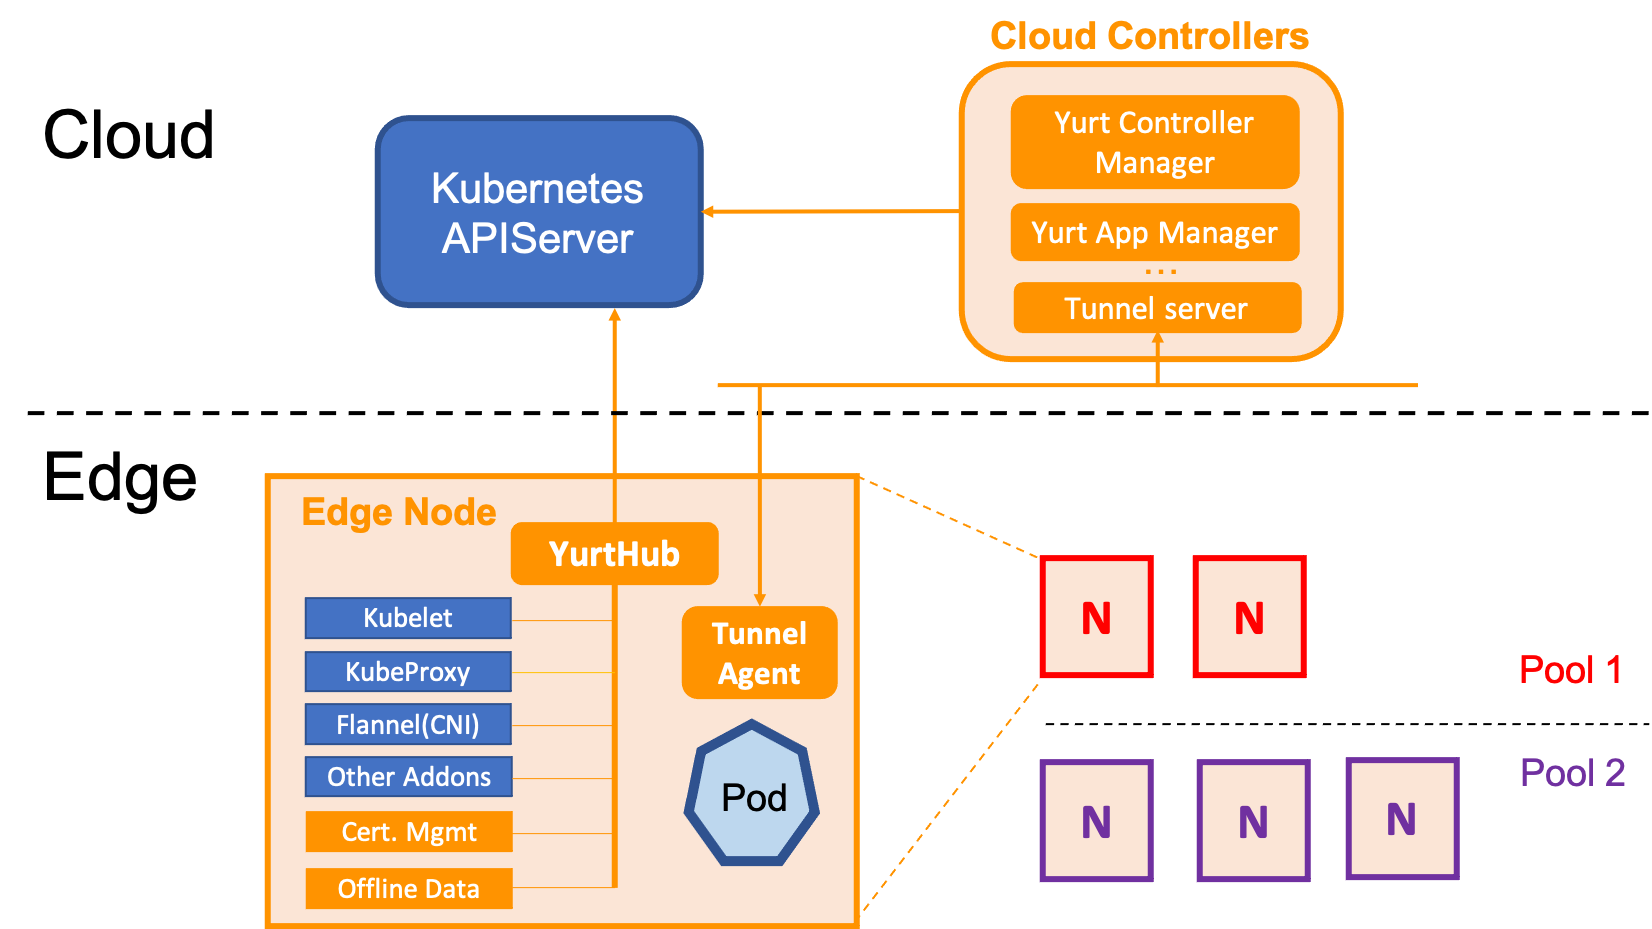 Cloud Controllers
Cloud
Kubernetes
APIServer
Yurt Controller
Manager
Yurt App Manager
...
Tunnel server
Edge
Edge Node
YurtHub
Kubelet
KubeProxy
Flannel(CNI)
Other Addons
Cert. Mgmt
Offline Data
Tunnel
Agent
Pod
N
N
Pool 1
Pool 2
N
N
N